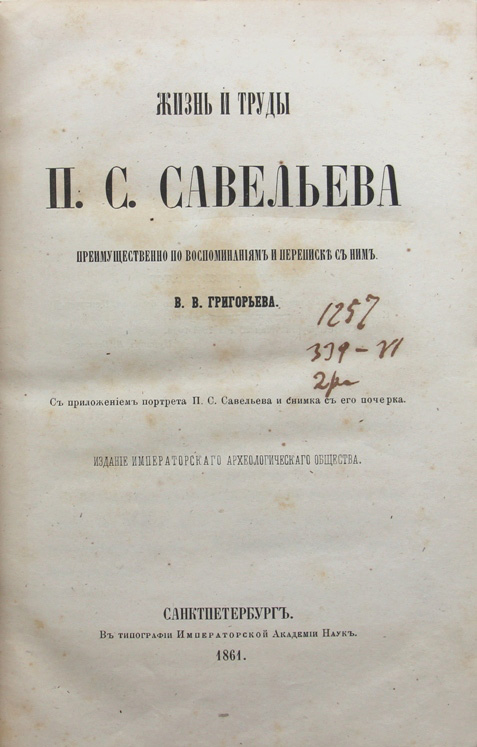 ЖИЗНЬ И ТРУДЫ
П. С. САВЕЛЬЕВА
ПРЕИМУЩЕСТВЕННО ПО ВОСПОМИНАНІЯМЪ И ПЕРЕПИСКѢ СЪ НИМЪ.
В. В. ГРИГОРЬЕВА.
1257
339-VI
Съ приложеніемъ портрета П. С. Савельева и снимка съ его почерка.
ИЗДАНІЕ ИМПЕРАТОРСКАГО АРХЕОЛОГИЧЕСКАГО ОБЩЕСТВА.
САНКТПЕТЕРБУРГЪ.
Въ типографіи Императорской Академіи Наукъ.
1861.